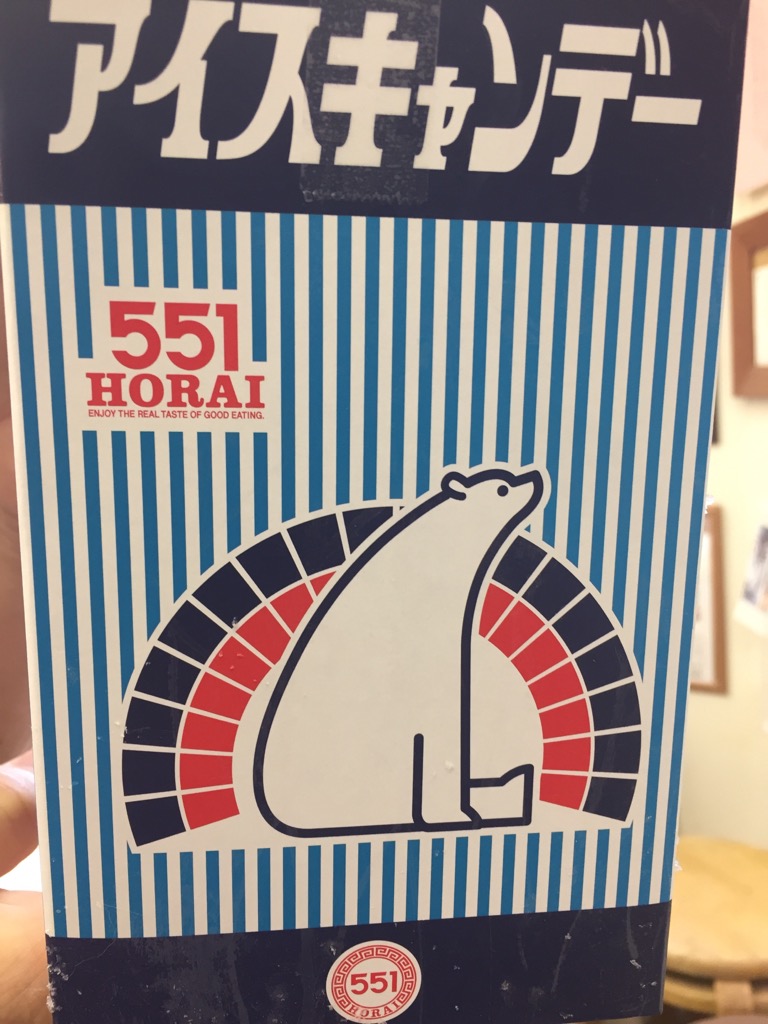 アイスキャンデー
551
HORAI
ENJOY THE REAL TASTE OF GOOD EATING.
551
HORAI